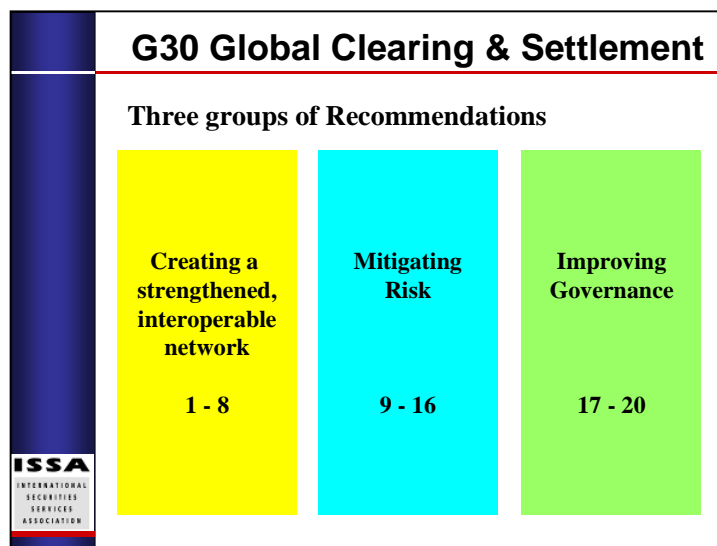 G30 Global Clearing & Settlement
Three groups of Recommendations
Creating a
strengthened,
interoperable
network
1 - 8
Mitigating
Risk
9 - 16
Improving
Governance
17 - 20
ISSA
INTERNATIONAL
SECURITIES
SERVICES
ASSOCIATION